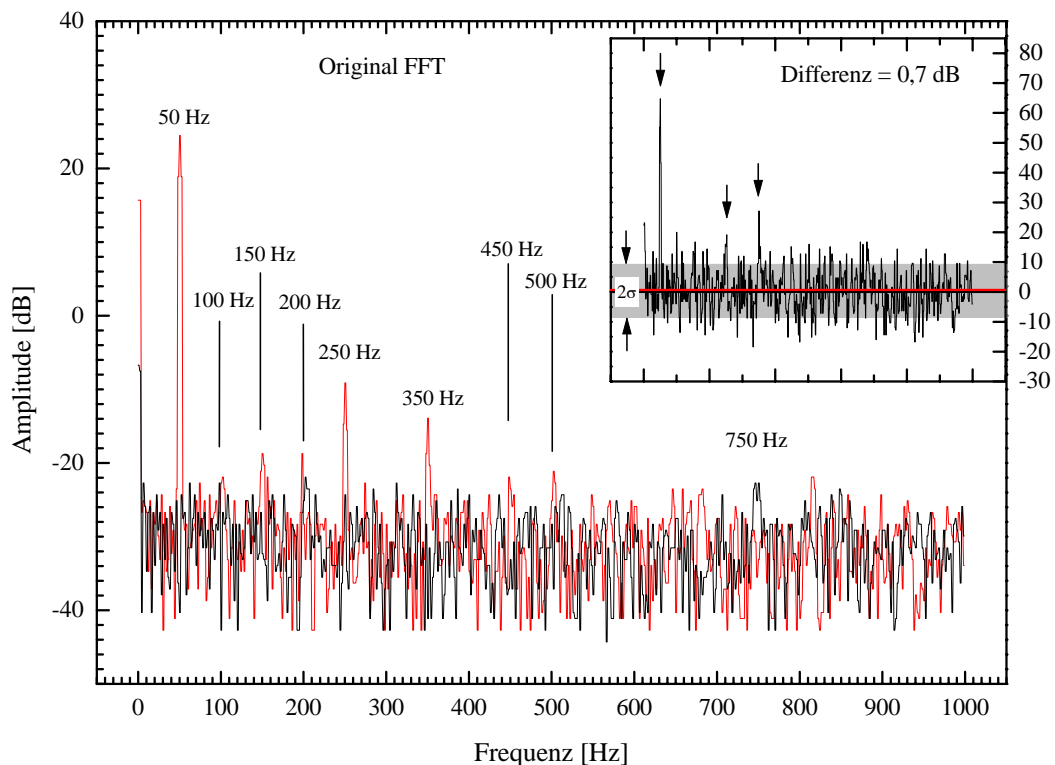 Original FFT
Differenz = 0,7 dB
50 Hz
100 Hz
150 Hz
200 Hz
250 Hz
350 Hz
450 Hz
500 Hz
750 Hz
2σ
80
70
60
50
40
30
20
10
0
-10
-20
-30
40
20
0
-20
-40
Amplitude [dB]
0 100 200 300 400 500 600 700 800 900 1000
Frequenz [Hz]